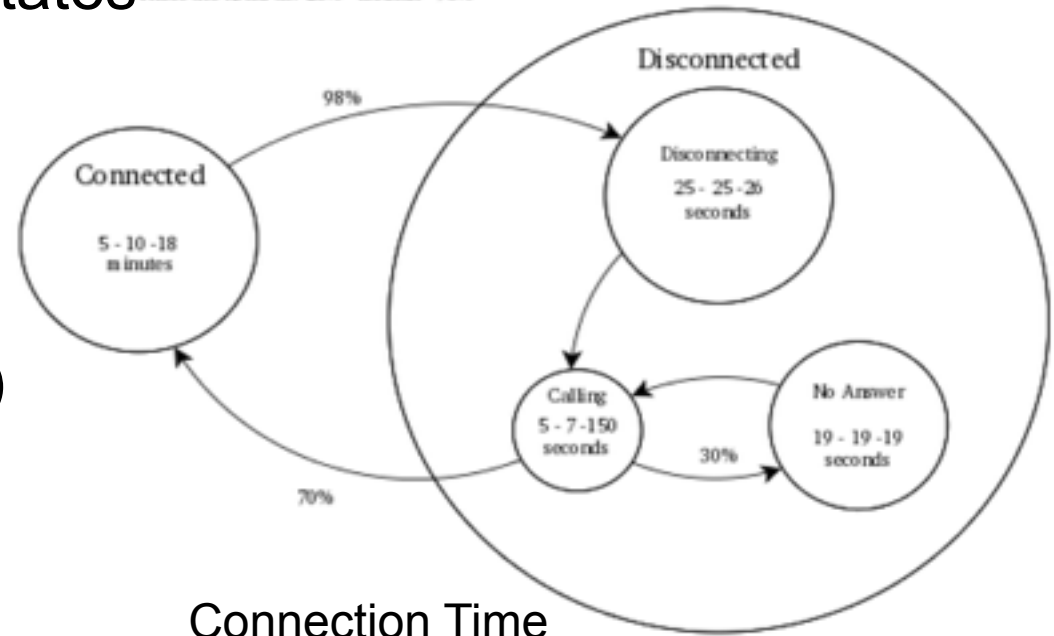 98%
Disconnected
Connected
5 - 10 -18
minutes
Disconnecting
25 - 25 -26
seconds
Calling
5 - 7 -150
seconds
No Answer
19 - 19 -19
seconds
30%
70%
)
Connection Time